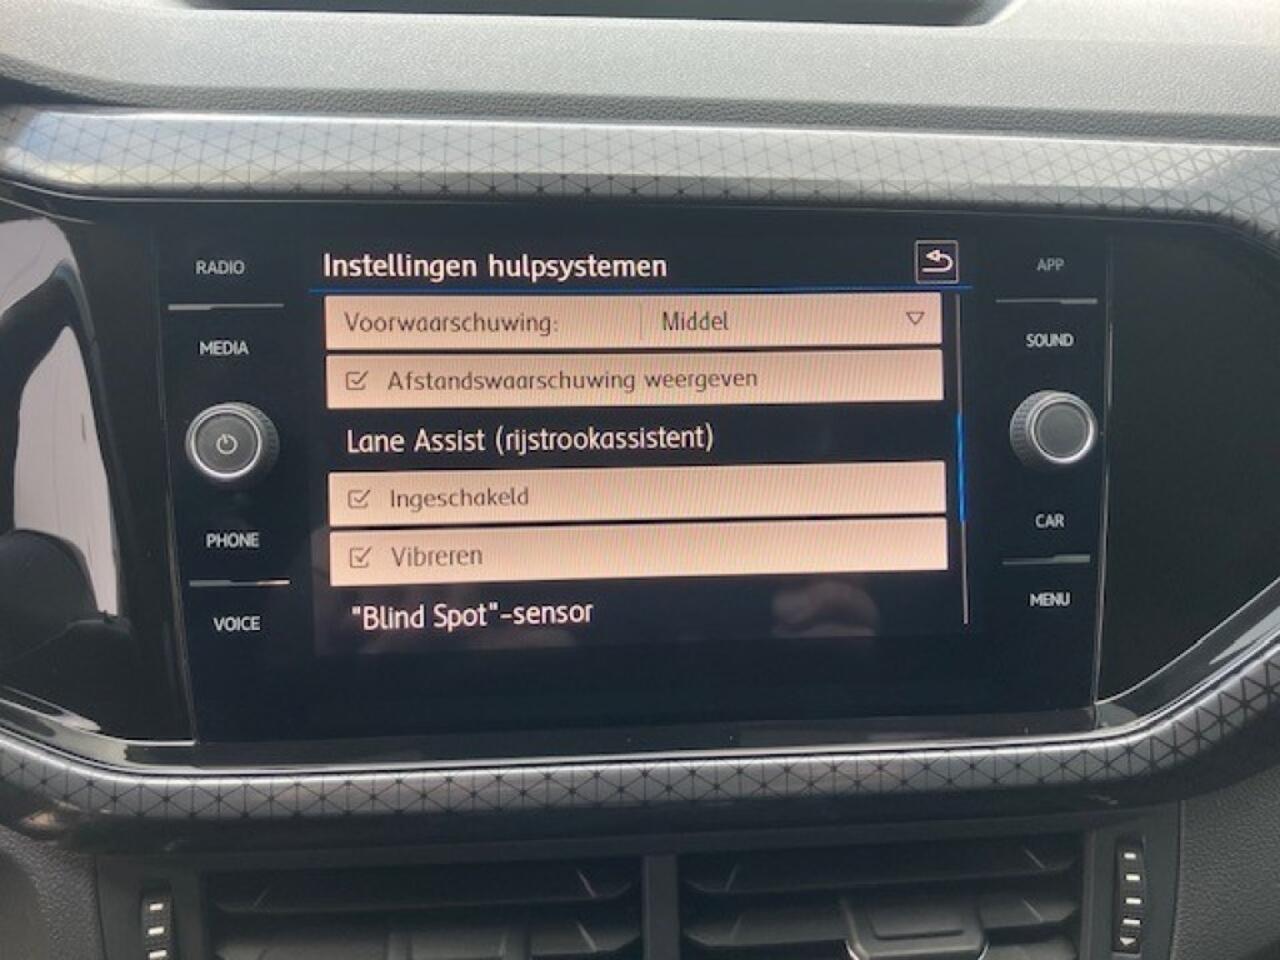 RADIO
MEDIA
PHONE
VOICE
Instellingen hulpsystemen
Voorwaarschuwing: Middel
Afstandswaarschuwing weergeven
Lane Assist (rijstrookassistent)
Ingeschakeld
Vibreren
"Blind Spot"-sensor
APP
SOUND
CAR
MENU